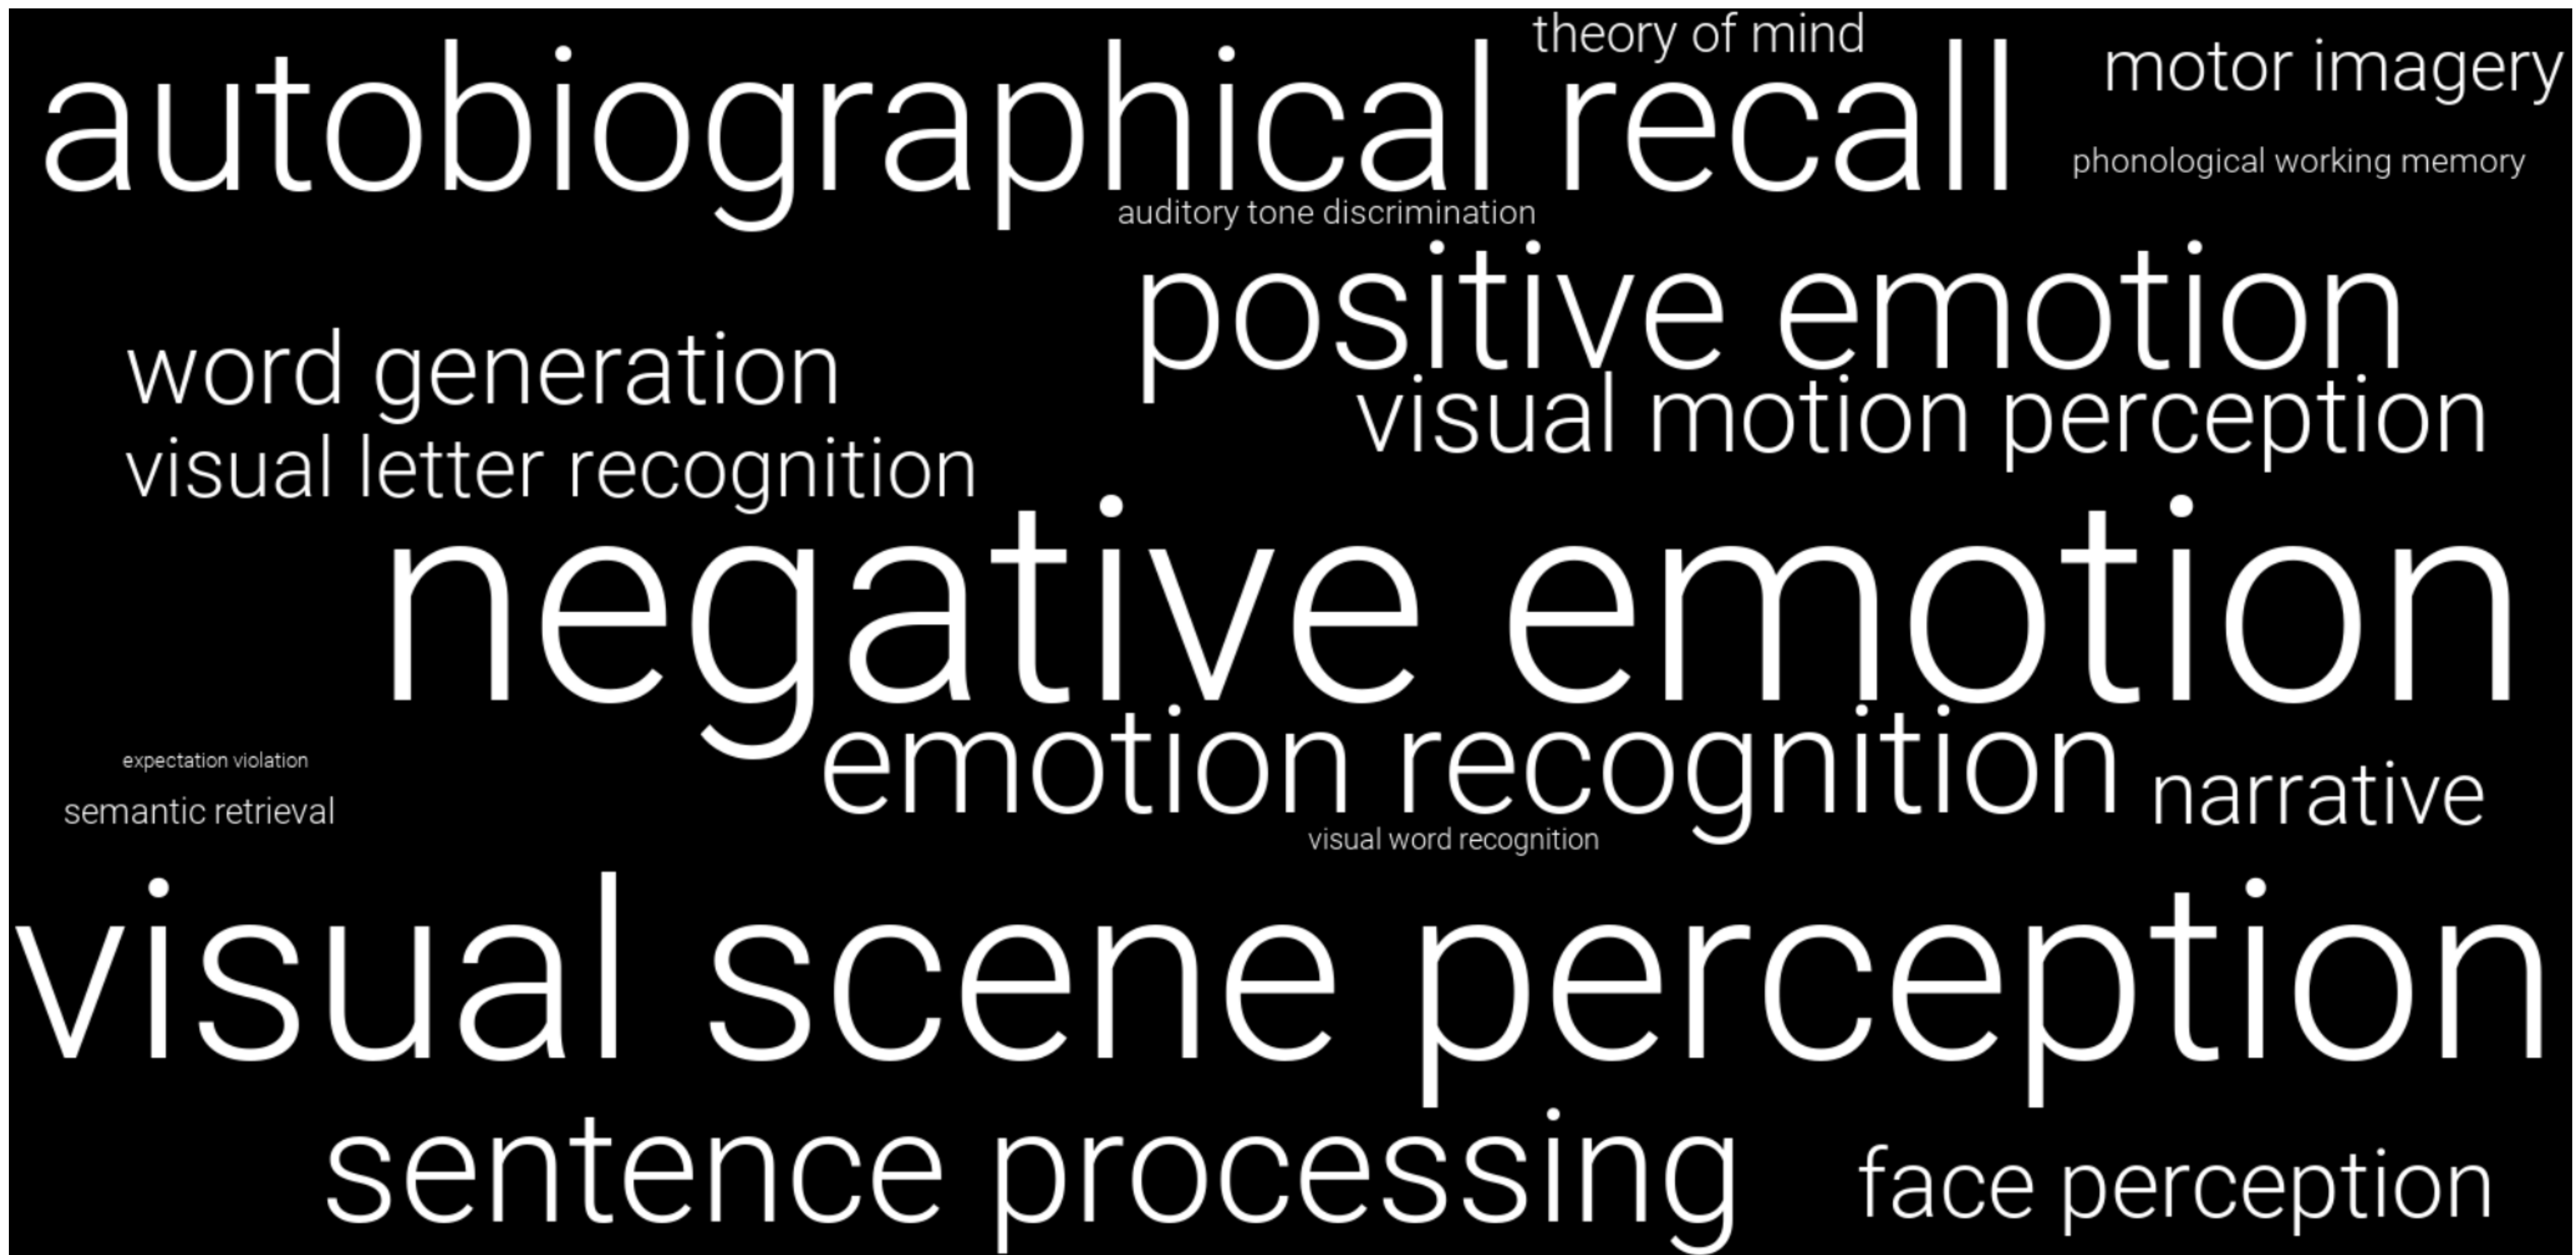 theory of mind
autobiographical recall
motor imagery
phonological working memory
auditory tone discrimination
positive emotion
word generation
visual motion perception
visual letter recognition
negative emotion
emotion recognition
expectation violation
narrative
semantic retrieval
visual word recognition
visual scene perception
sentence processing
face perception